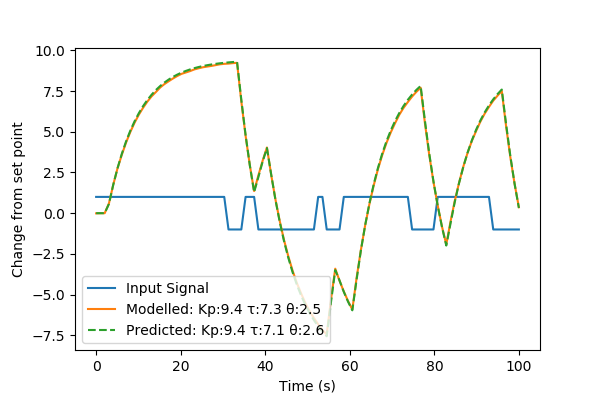 10.0
7.5
5.0
2.5
0.0
−2.5
−5.0
−7.5
Change from set point
Input Signal
Modelled: Kp:9.4 τ:7.3 θ:2.5
Predicted: Kp:9.4 τ:7.1 θ:2.6
0 20 40 60 80 100
Time (s)